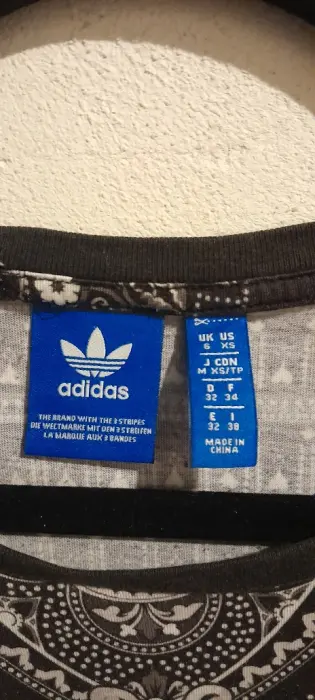 adidas
THE BRAND WITH THE 3 STRIPES
DIE WELTMARKE MIT DEN 3 STREIFEN
LA MARQUE AUX 3 BANDES
UK US
6 XS
J CDN
M XS/TP
D F
32 34
E I
32 38
MADE IN
CHINA